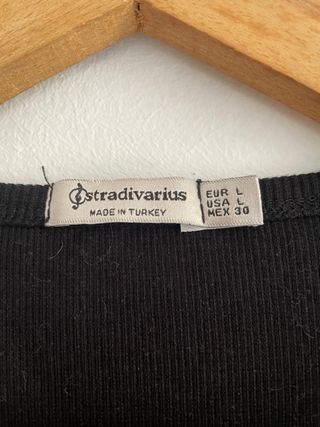 stradivarius
MADE IN TURKEY
EUR L
USA L
MEX 30